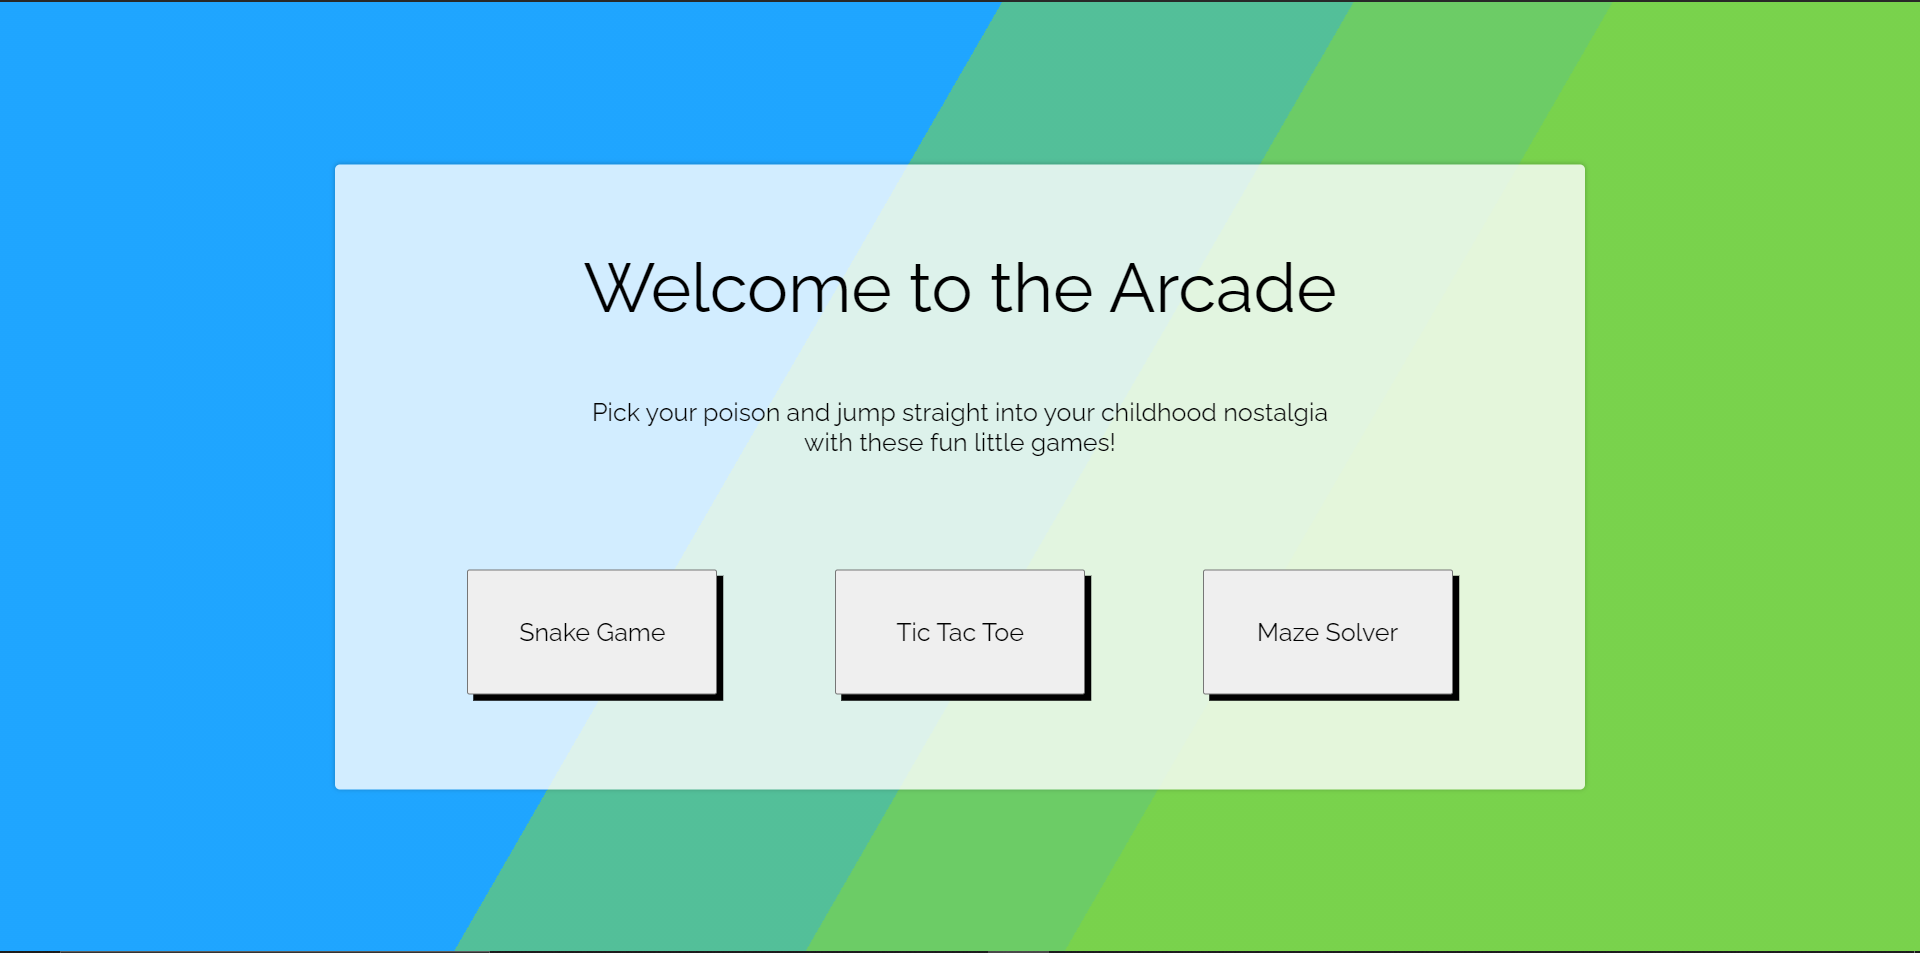 Welcome to the Arcade
Pick your poison and jump straight into your childhood nostalgia
with these fun little games!
Snake Game
Tic Tac Toe
Maze Solver